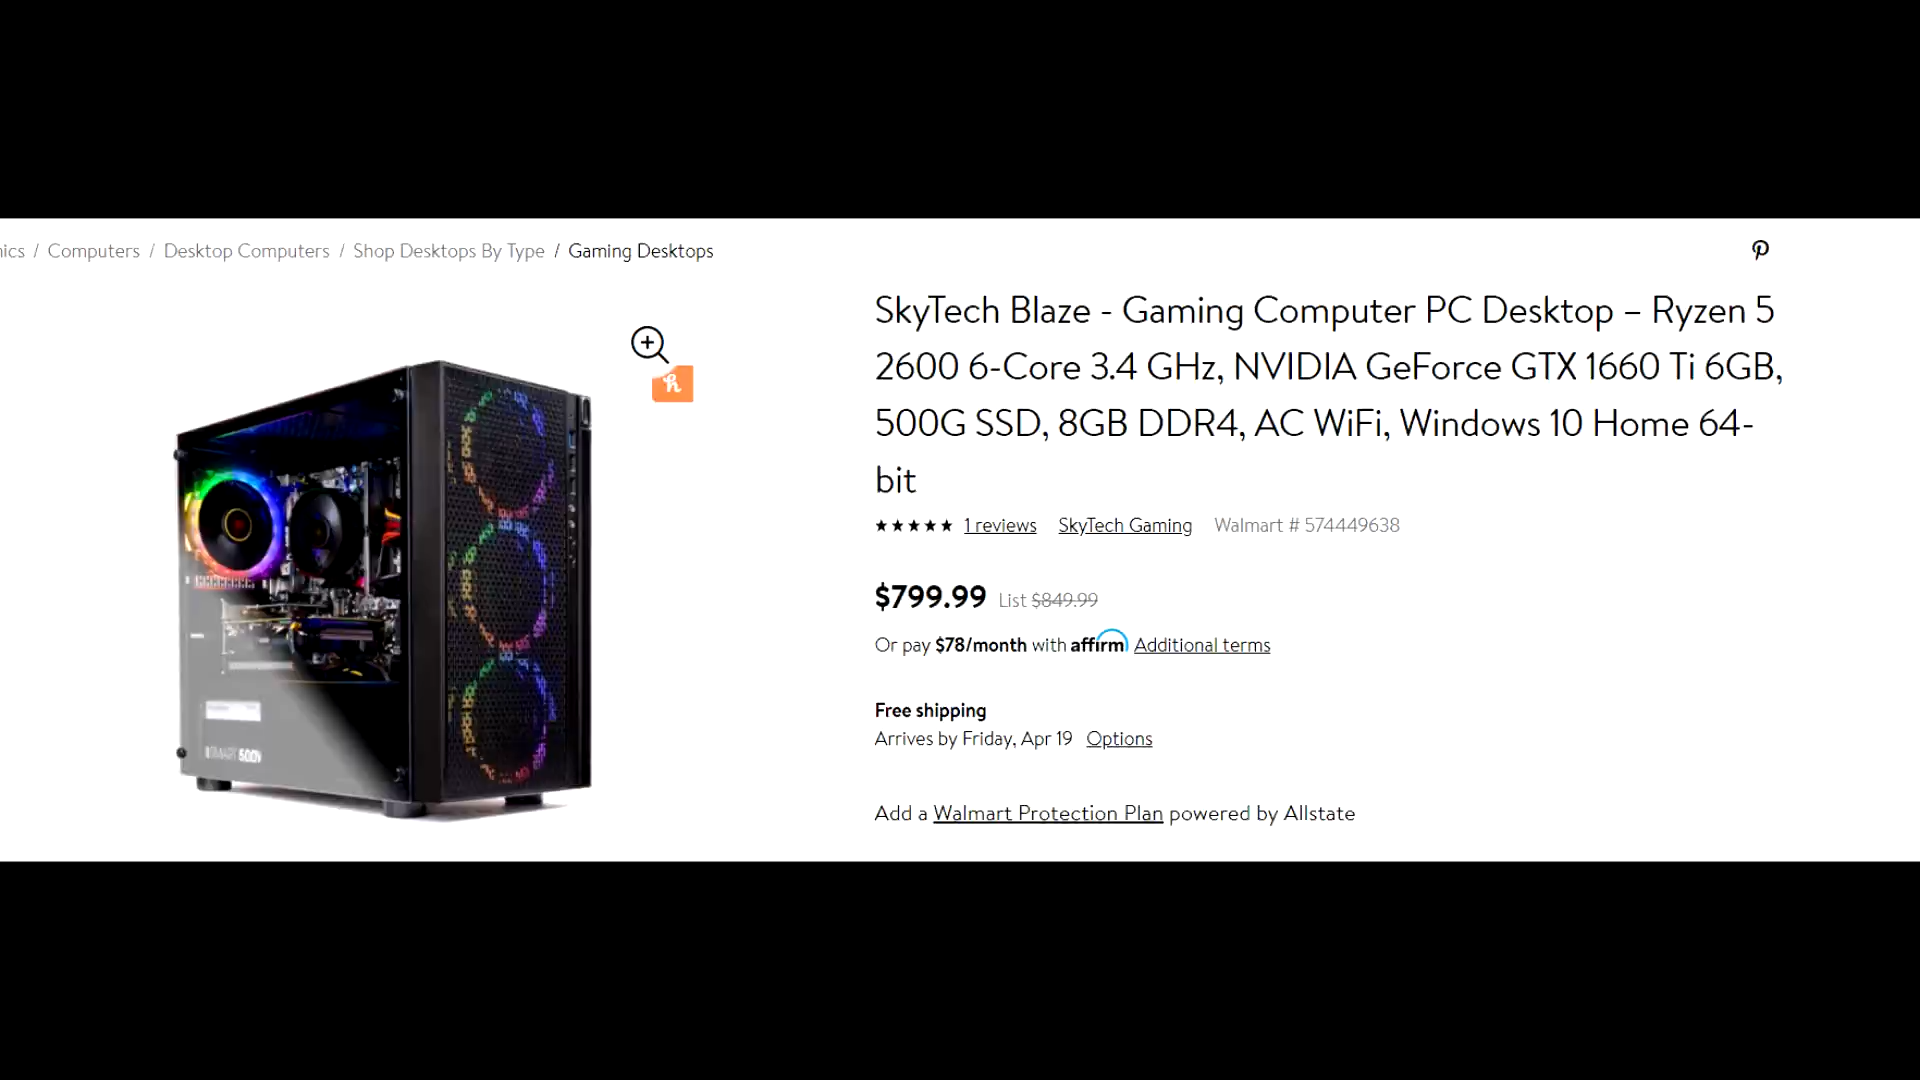 ics / Computers / Desktop Computers / Shop Desktops By Type / Gaming Desktops
SkyTech Blaze - Gaming Computer PC Desktop – Ryzen 5
2600 6-Core 3.4 GHz, NVIDIA GeForce GTX 1660 Ti 6GB,
500G SSD, 8GB DDR4, AC WiFi, Windows 10 Home 64-
bit
1 reviews SkyTech Gaming Walmart # 574449638
$799.99 List $849.99
Or pay $78/month with affirm Additional terms
Free shipping
Arrives by Friday, Apr 19 Options
Add a Walmart Protection Plan powered by Allstate
SMART 500W